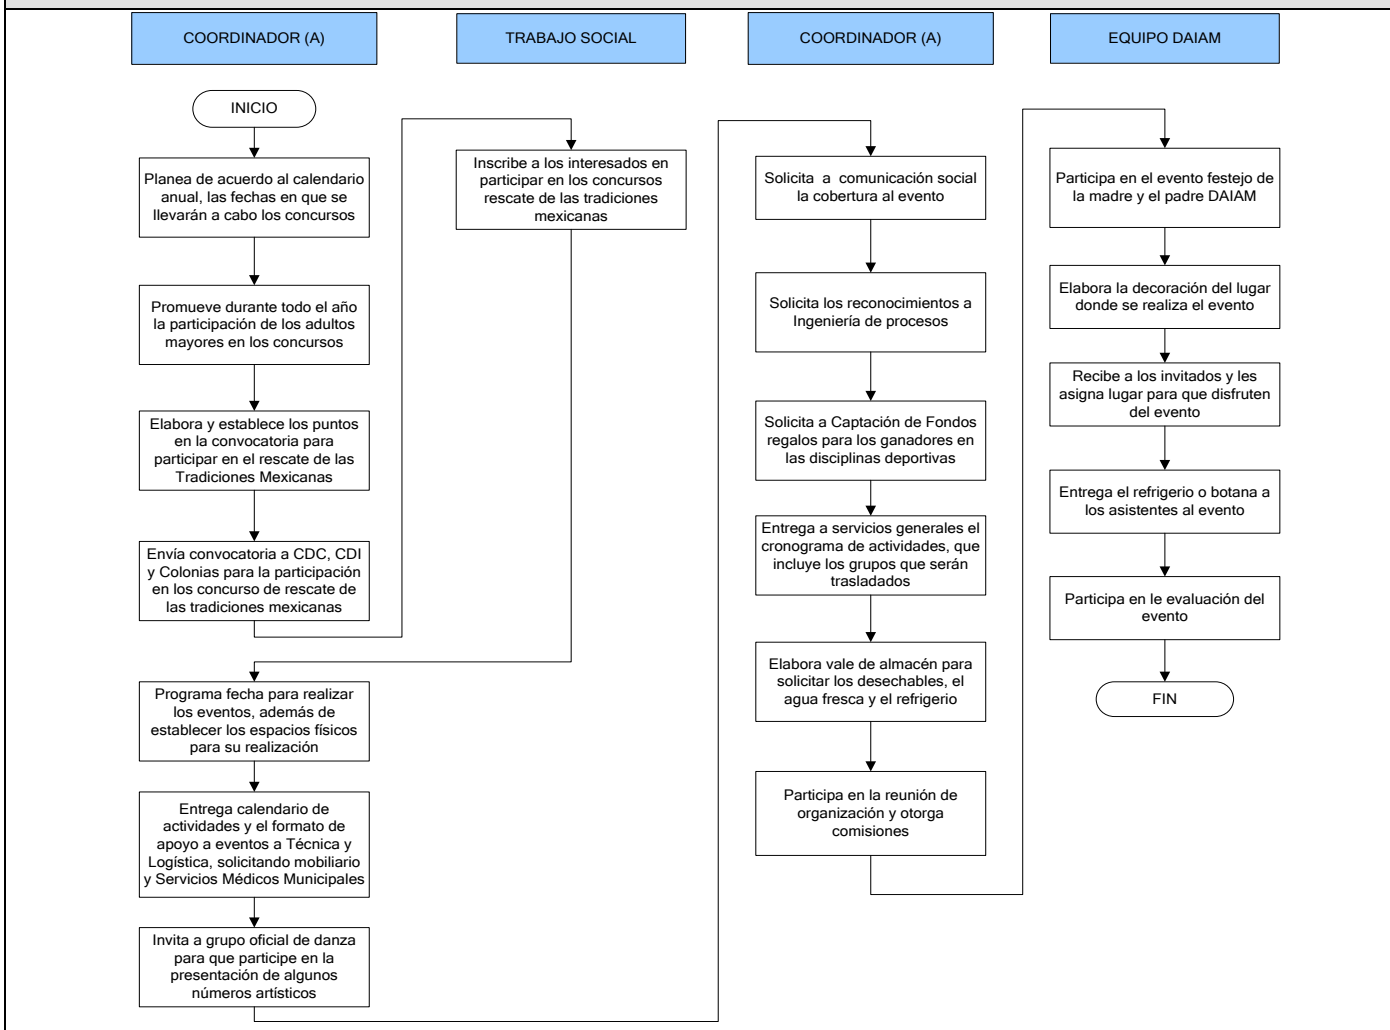 COORDINADOR (A)
TRABAJO SOCIAL
COORDINADOR (A)
EQUIPO DAIAM
INICIO
Planea de acuerdo al calendario
anual, las fechas en que se
llevarán a cabo los concursos
Promueve durante todo el año
la participación de los adultos
mayores en los concursos
Elabora y establece los puntos
en la convocatoria para
participar en el rescate de las
Tradiciones Mexicanas
Envía convocatoria a CDC, CDI
y Colonias para la participación
en los concurso de rescate de
las tradiciones mexicanas
Inscribe a los interesados en
participar en los concursos
rescate de las tradiciones
mexicanas
Programa fecha para realizar
los eventos, además de
establecer los espacios físicos
para su realización
Entrega calendario de
actividades y el formato de
apoyo a eventos a Técnica y
Logística, solicitando mobiliario
y Servicios Médicos Municipales
Invita a grupo oficial de danza
para que participe en la
presentación de algunos
números artísticos
Solicita a comunicación social
la cobertura al evento
Solicita los reconocimientos a
Ingeniería de procesos
Solicita a Captación de Fondos
regalos para los ganadores en
las disciplinas deportivas
Entrega a servicios generales el
cronograma de actividades, que
incluye los grupos que serán
trasladados
Elabora vale de almacén para
solicitar los desechables, el
agua fresca y el refrigerio
Participa en la reunión de
organización y otorga
comisiones
Participa en el evento festejo de
la madre y el padre DAIAM
Elabora la decoración del lugar
donde se realiza el evento
Recibe a los invitados y les
asigna lugar para que disfruten
del evento
Entrega el refrigerio o botana a
los asistentes al evento
Participa en le evaluación del
evento
FIN